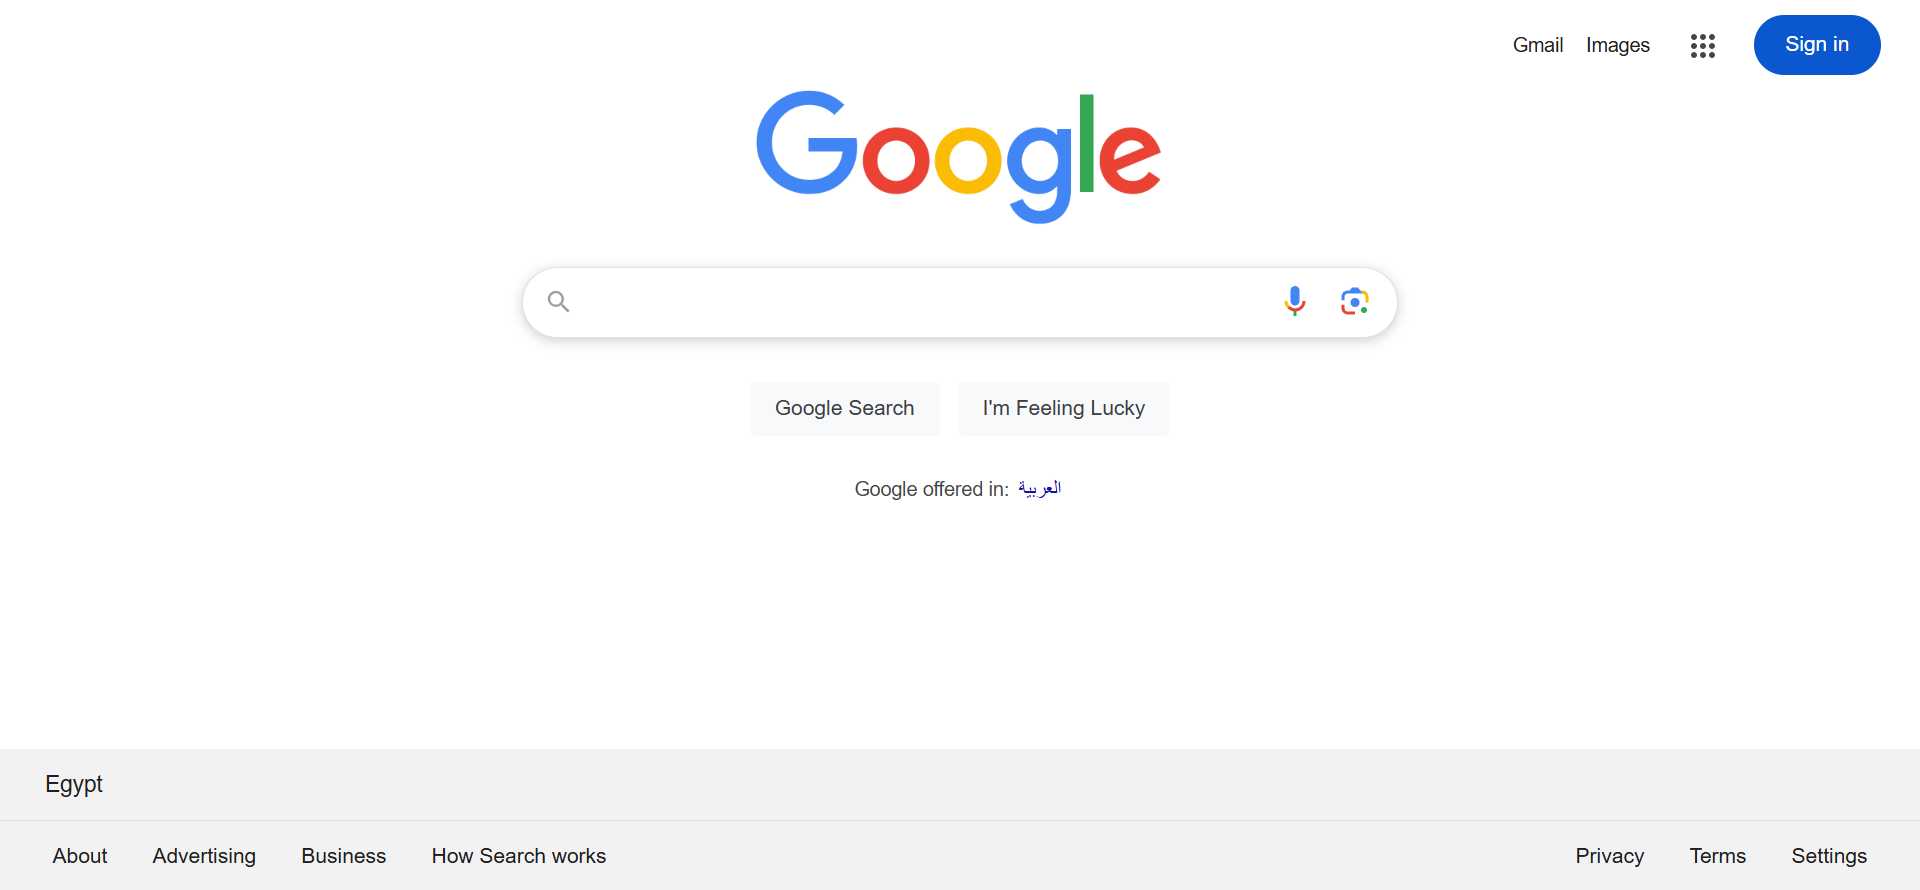 Gmail Images Sign in
Google
Google Search I'm Feeling Lucky
Google offered in: العربية
Egypt
About Advertising Business How Search works Privacy Terms Settings